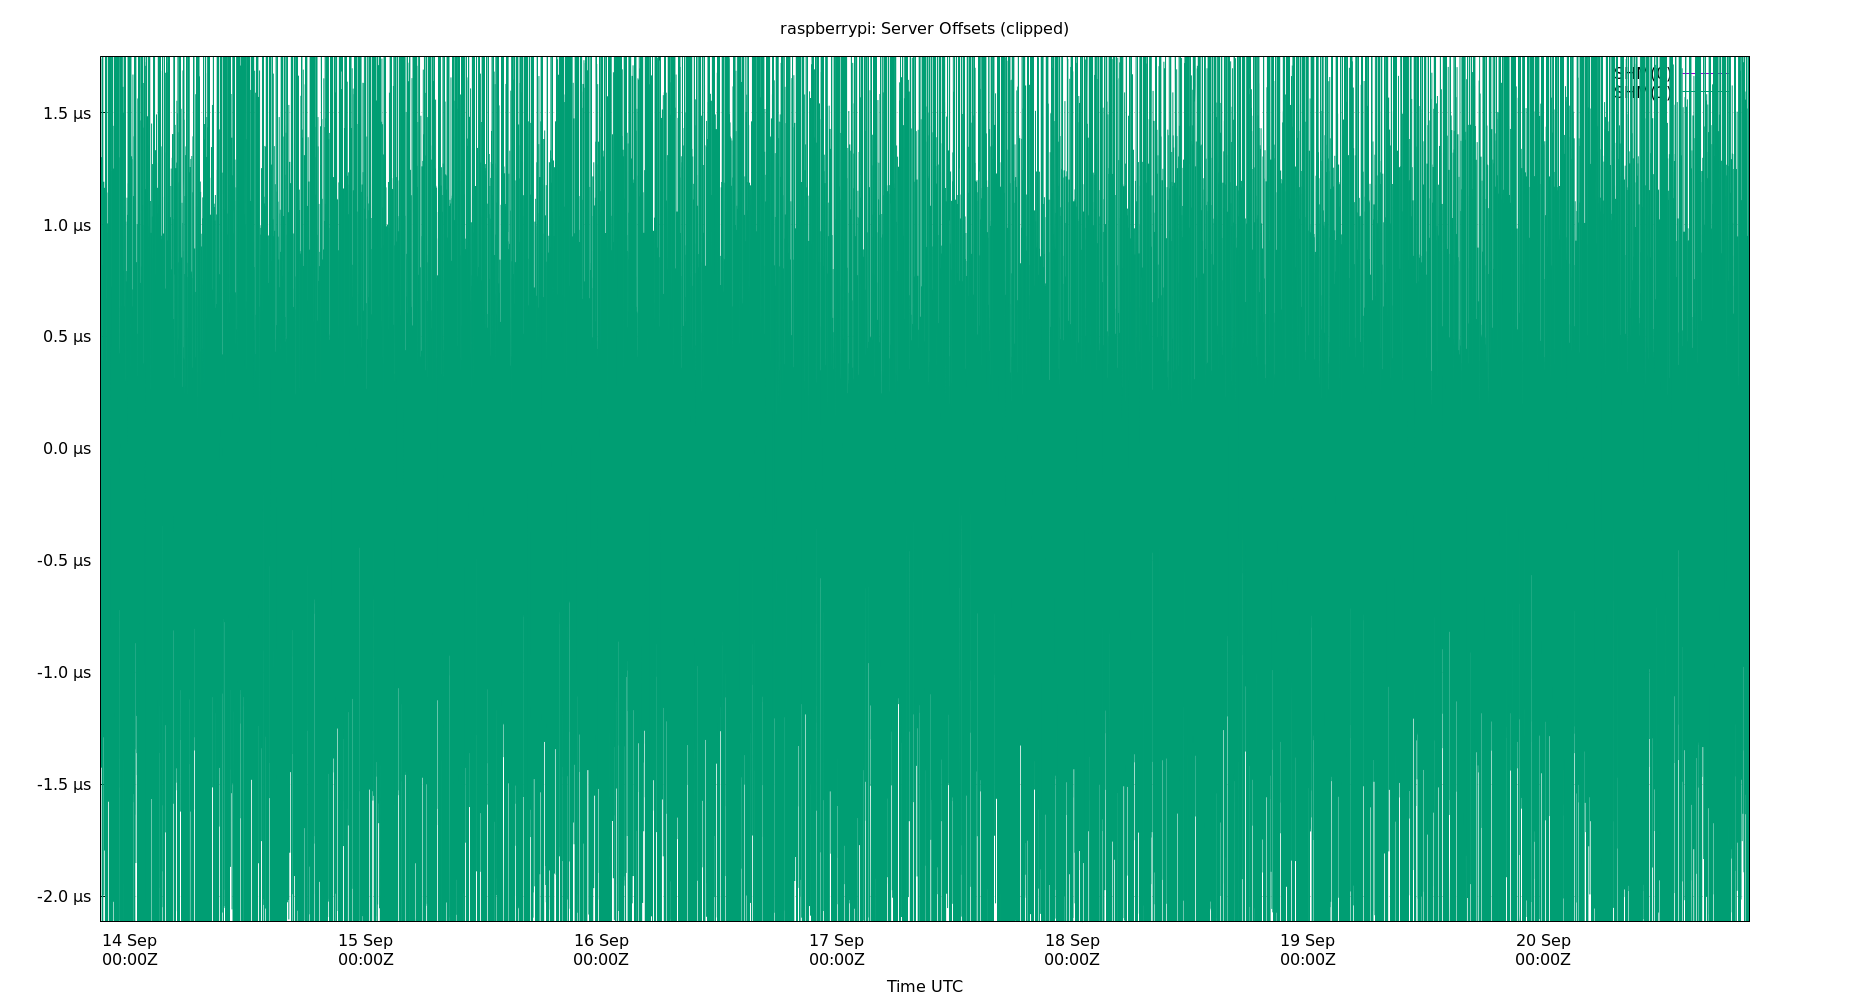 raspberrypi: Server Offsets (clipped)
SHM(0)
1.5 µs
1.0 µs
0.5 µs
0.0 µs
-0.5 µs
-1.0 µs
-1.5 µs
-2.0 µs
14 Sep 15 Sep 16 Sep 17 Sep 18 Sep 19 Sep 20 Sep
00:00Z 00:00Z 00:00Z 00:00Z 00:00Z 00:00Z 00:00Z
Time UTC